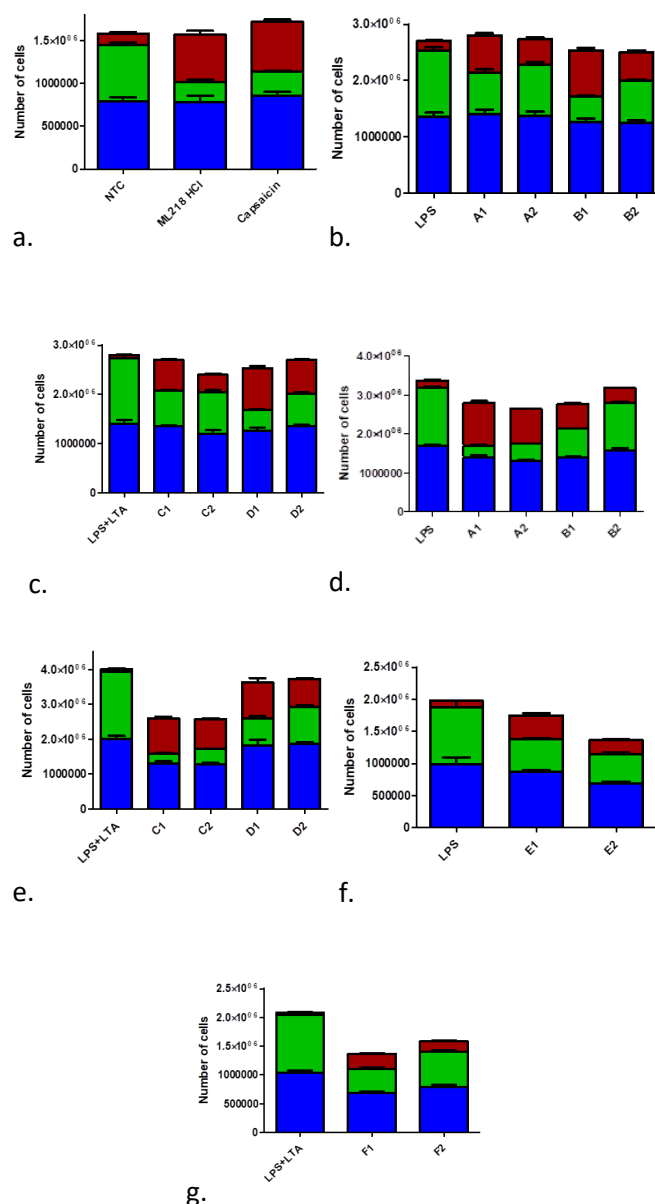 Number of cells
1.5×10⁰⁶
1000000
500000
0
NTC
ML218 HCl
Capsaicin
a.
Number of cells
3.0×10⁰⁶
2.0×10⁰⁶
1000000
0
LPS
A1
A2
B1
B2
b.
Number of cells
3.0×10⁰⁶
2.0×10⁰⁶
1000000
0
LPS+LTA
C1
C2
D1
D2
c.
Number of cells
4.0×10⁰⁶
3.0×10⁰⁶
2.0×10⁰⁶
1000000
0
LPS
A1
A2
B1
B2
d.
Number of cells
4.0×10⁰⁶
3.0×10⁰⁶
2.0×10⁰⁶
1000000
0
LPS+LTA
C1
C2
D1
D2
e.
Number of cells
2.5×10⁰⁶
2.0×10⁰⁶
1.5×10⁰⁶
1000000
500000
0
LPS
E1
E2
f.
Number of cells
2.5×10⁰⁶
2.0×10⁰⁶
1.5×10⁰⁶
1000000
500000
0
LPS+LTA
F1
F2
g.